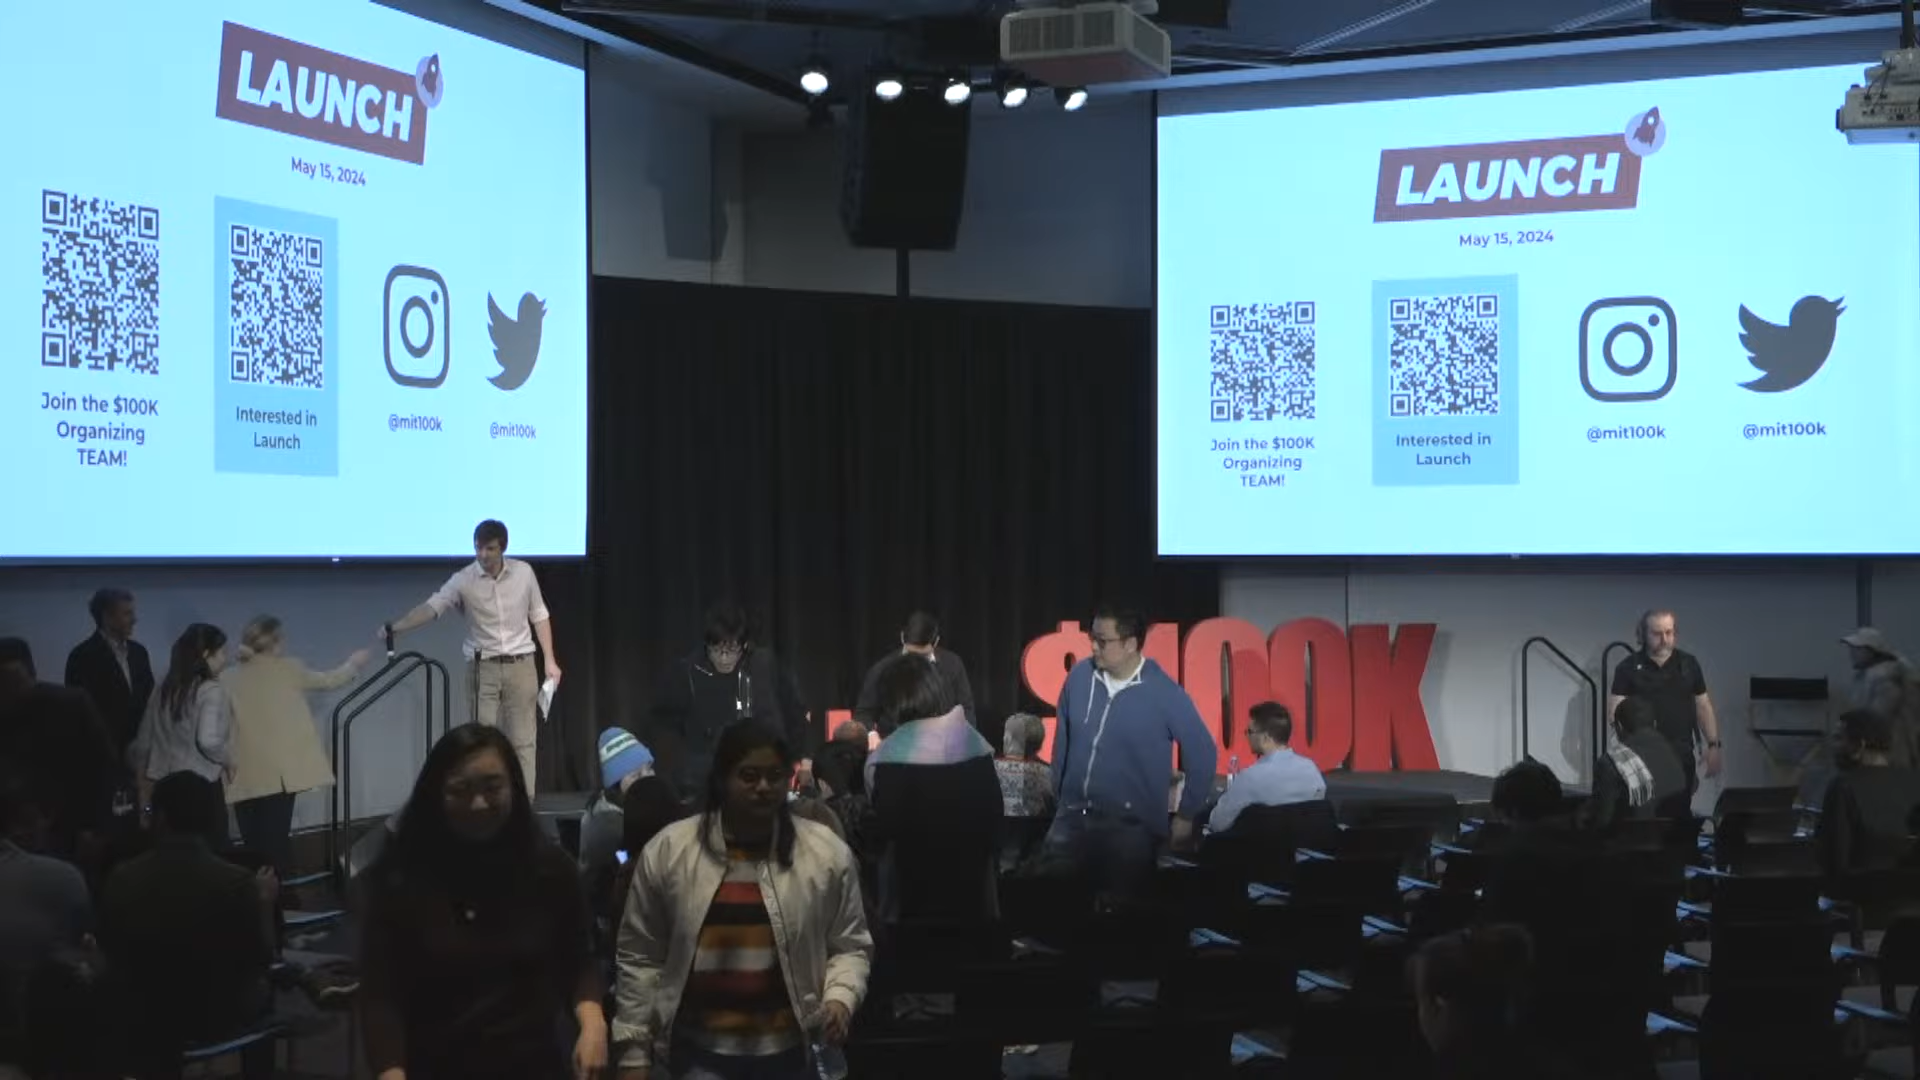 LAUNCH
May 15, 2024
Join the $100K
Organizing
TEAM!
Interested in
Launch
@mit100k
@mit100k
LAUNCH
May 15, 2024
Join the $100K
Organizing
TEAM!
Interested in
Launch
@mit100k
@mit100k
$100K